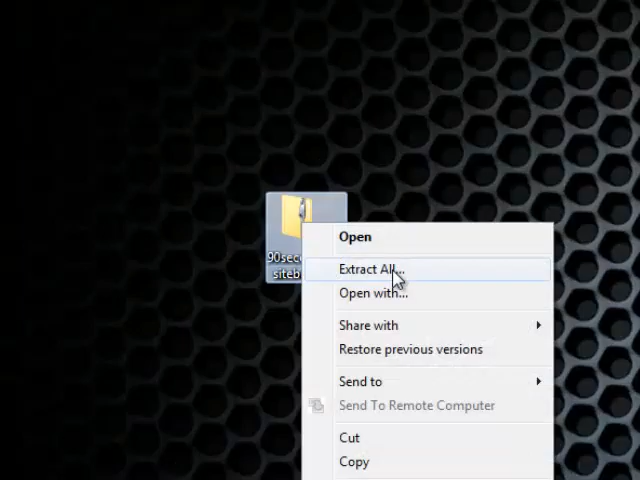 90sec
siteb
Open
Extract All...
Open with...
Share with
Restore previous versions
Send to
Send To Remote Computer
Cut
Copy